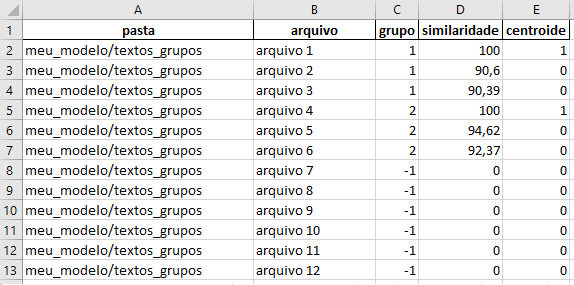 A B C D E
1 pasta arquivo grupo similaridade centroide
2 meu_modelo/textos_grupos arquivo 1 1 100 1
3 meu_modelo/textos_grupos arquivo 2 1 90,6 0
4 meu_modelo/textos_grupos arquivo 3 1 90,39 0
5 meu_modelo/textos_grupos arquivo 4 2 100 1
6 meu_modelo/textos_grupos arquivo 5 2 94,62 0
7 meu_modelo/textos_grupos arquivo 6 2 92,37 0
8 meu_modelo/textos_grupos arquivo 7 -1 0 0
9 meu_modelo/textos_grupos arquivo 8 -1 0 0
10 meu_modelo/textos_grupos arquivo 9 -1 0 0
11 meu_modelo/textos_grupos arquivo 10 -1 0 0
12 meu_modelo/textos_grupos arquivo 11 -1 0 0
13 meu_modelo/textos_grupos arquivo 12 -1 0 0